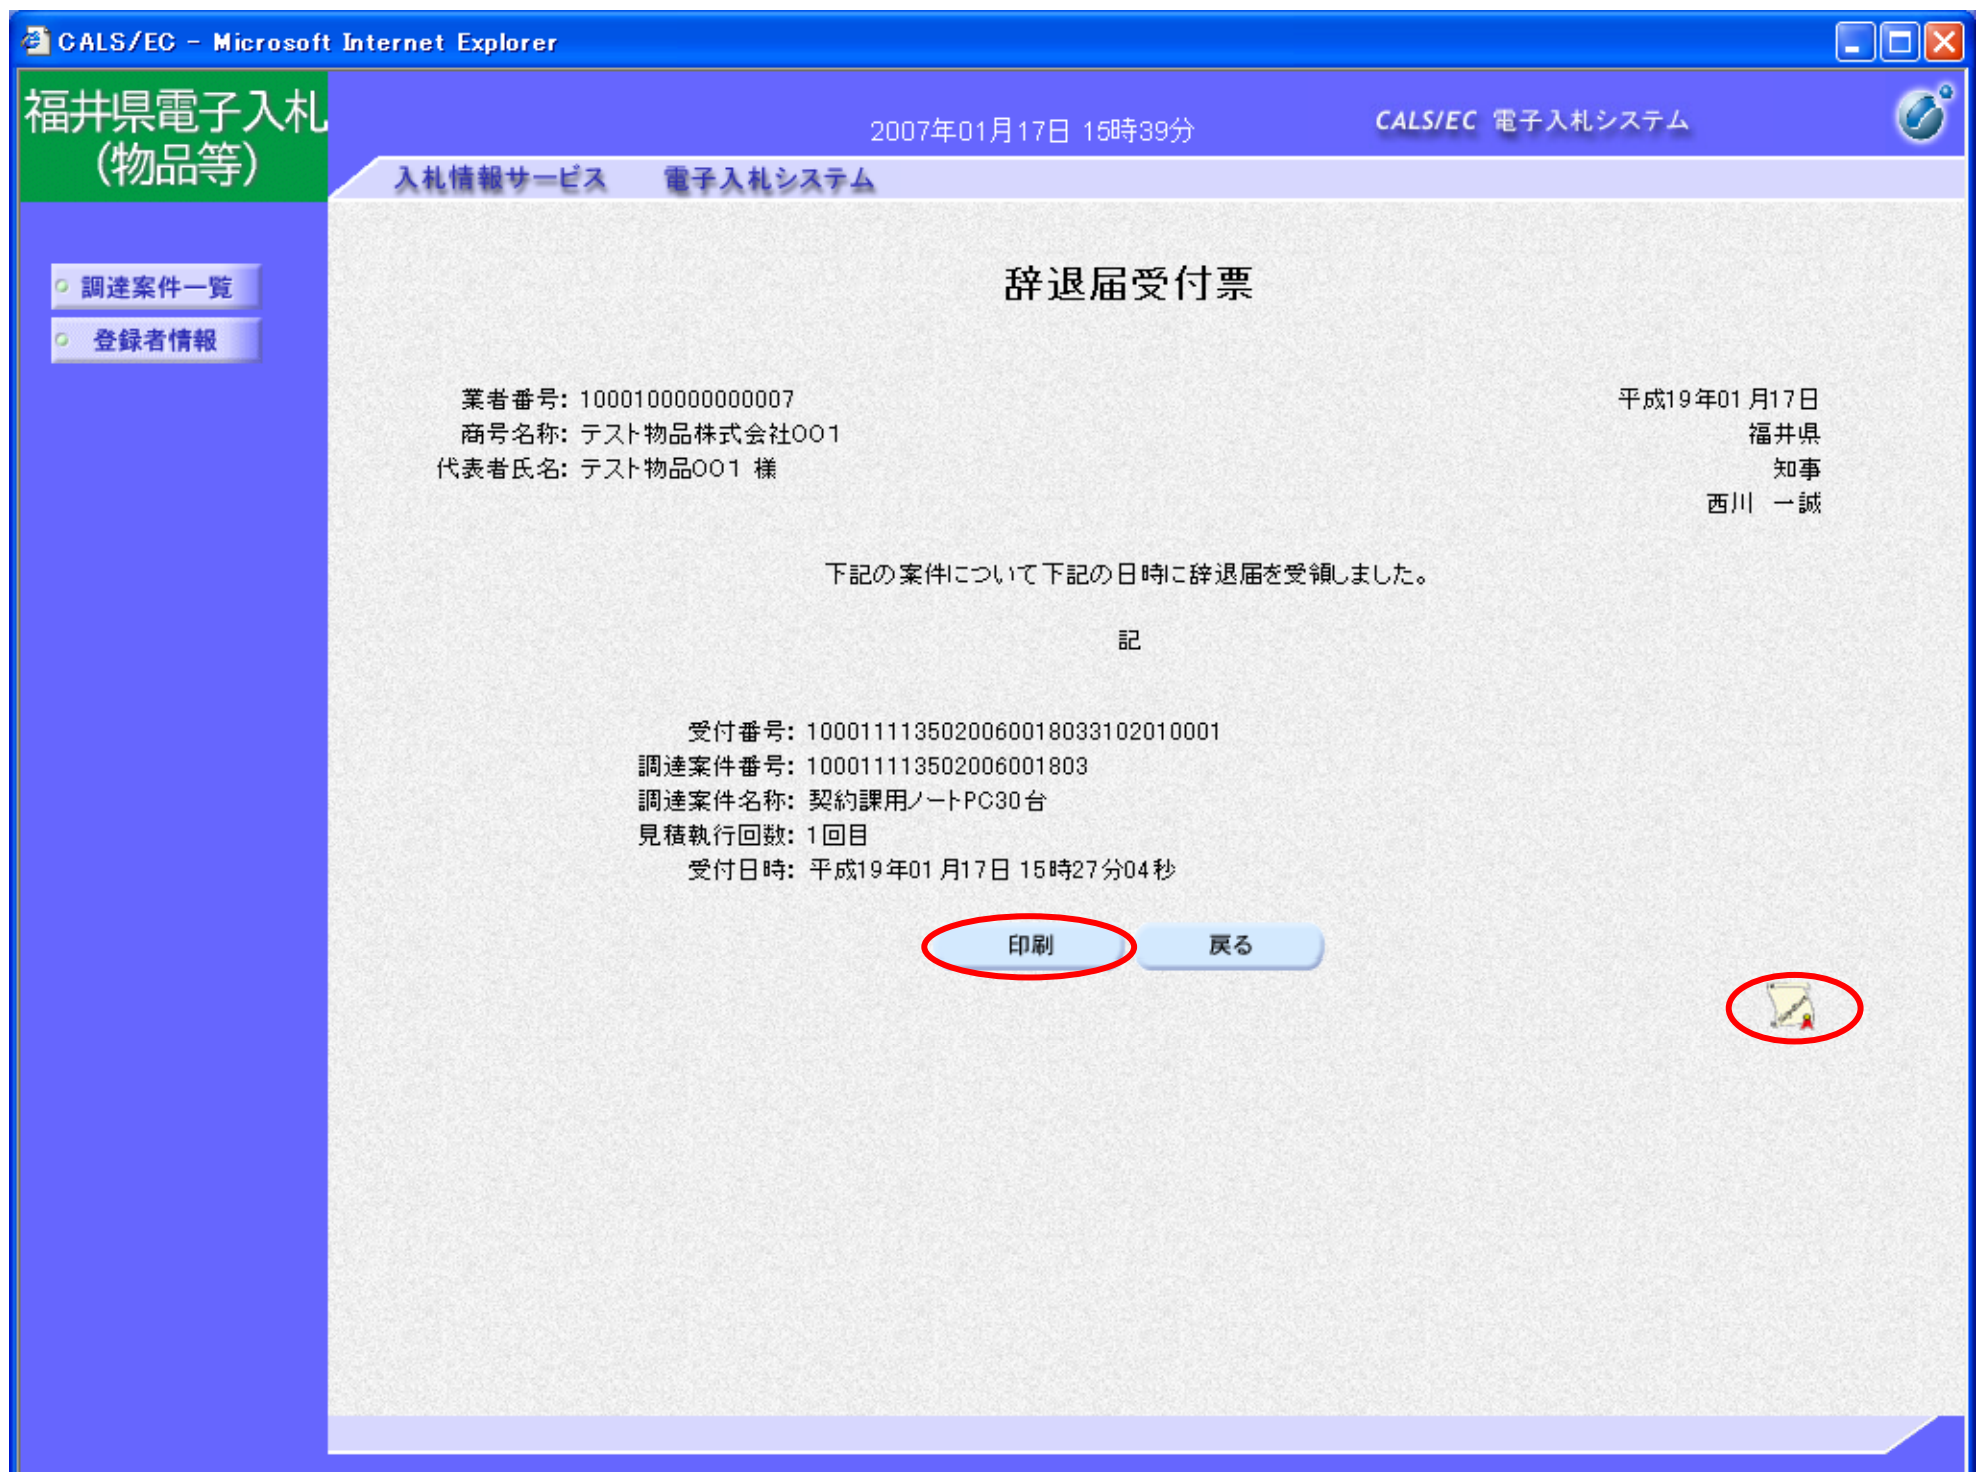 CALS/EC - Microsoft Internet Explorer
福井県電子入札
(物品等)
2007年01月17日 15時39分
CALS/EC 電子入札システム
入札情報サービス 電子入札システム
調達案件一覧
登録者情報
辞退届受付票
業者番号: 1000100000000007
平成19年01月17日
商号名称: テスト物品株式会社001
福井県
代表者氏名: テスト物品001 様
知事
西川 一誠
下記の案件について下記の日時に辞退届を受領しました。
記
受付番号: 1000111135020060018033102010001
調達案件番号: 100011113502006001803
調達案件名称: 契約課用ノートPC30台
見積執行回数: 1回目
受付日時: 平成19年01月17日 15時27分04秒
印刷 戻る